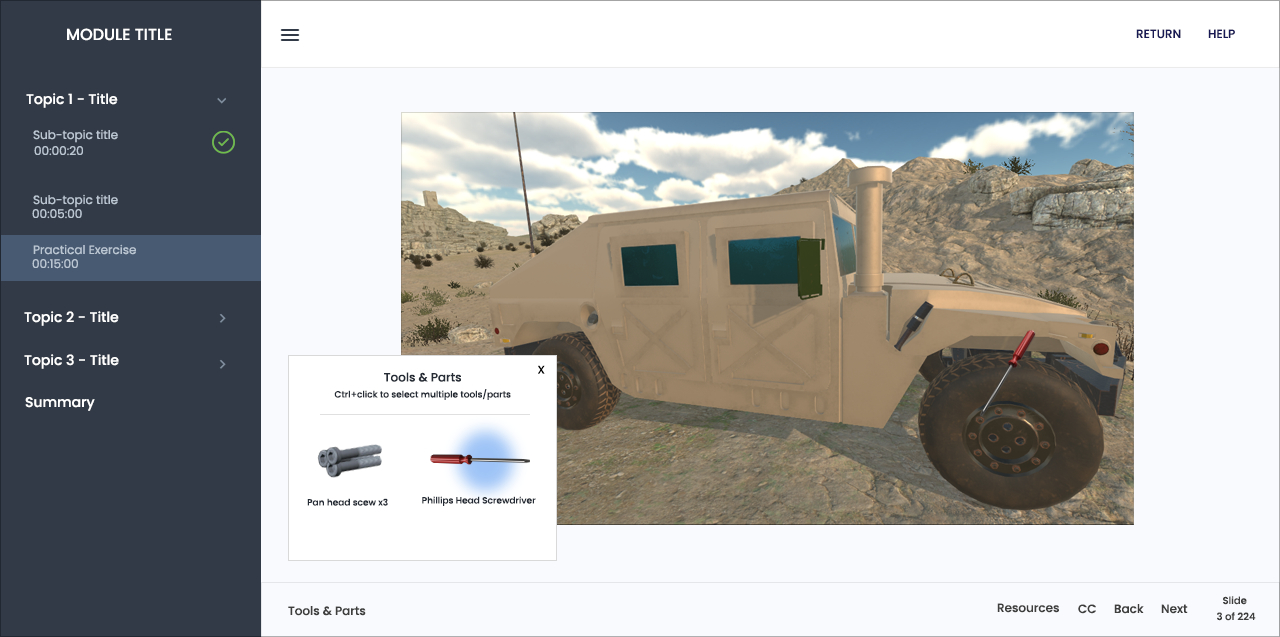 MODULE TITLE
RETURN
HELP
Topic 1 - Title
Sub-topic title
00:00:20
Sub-topic title
00:05:00
Practical Exercise
00:15:00
Topic 2 - Title
Topic 3 - Title
Summary
Tools & Parts
X
Ctrl+click to select multiple tools/parts
Pan head scew x3
Phillips Head Screwdriver
Tools & Parts
Resources
CC
Back
Next
Slide
3 of 224